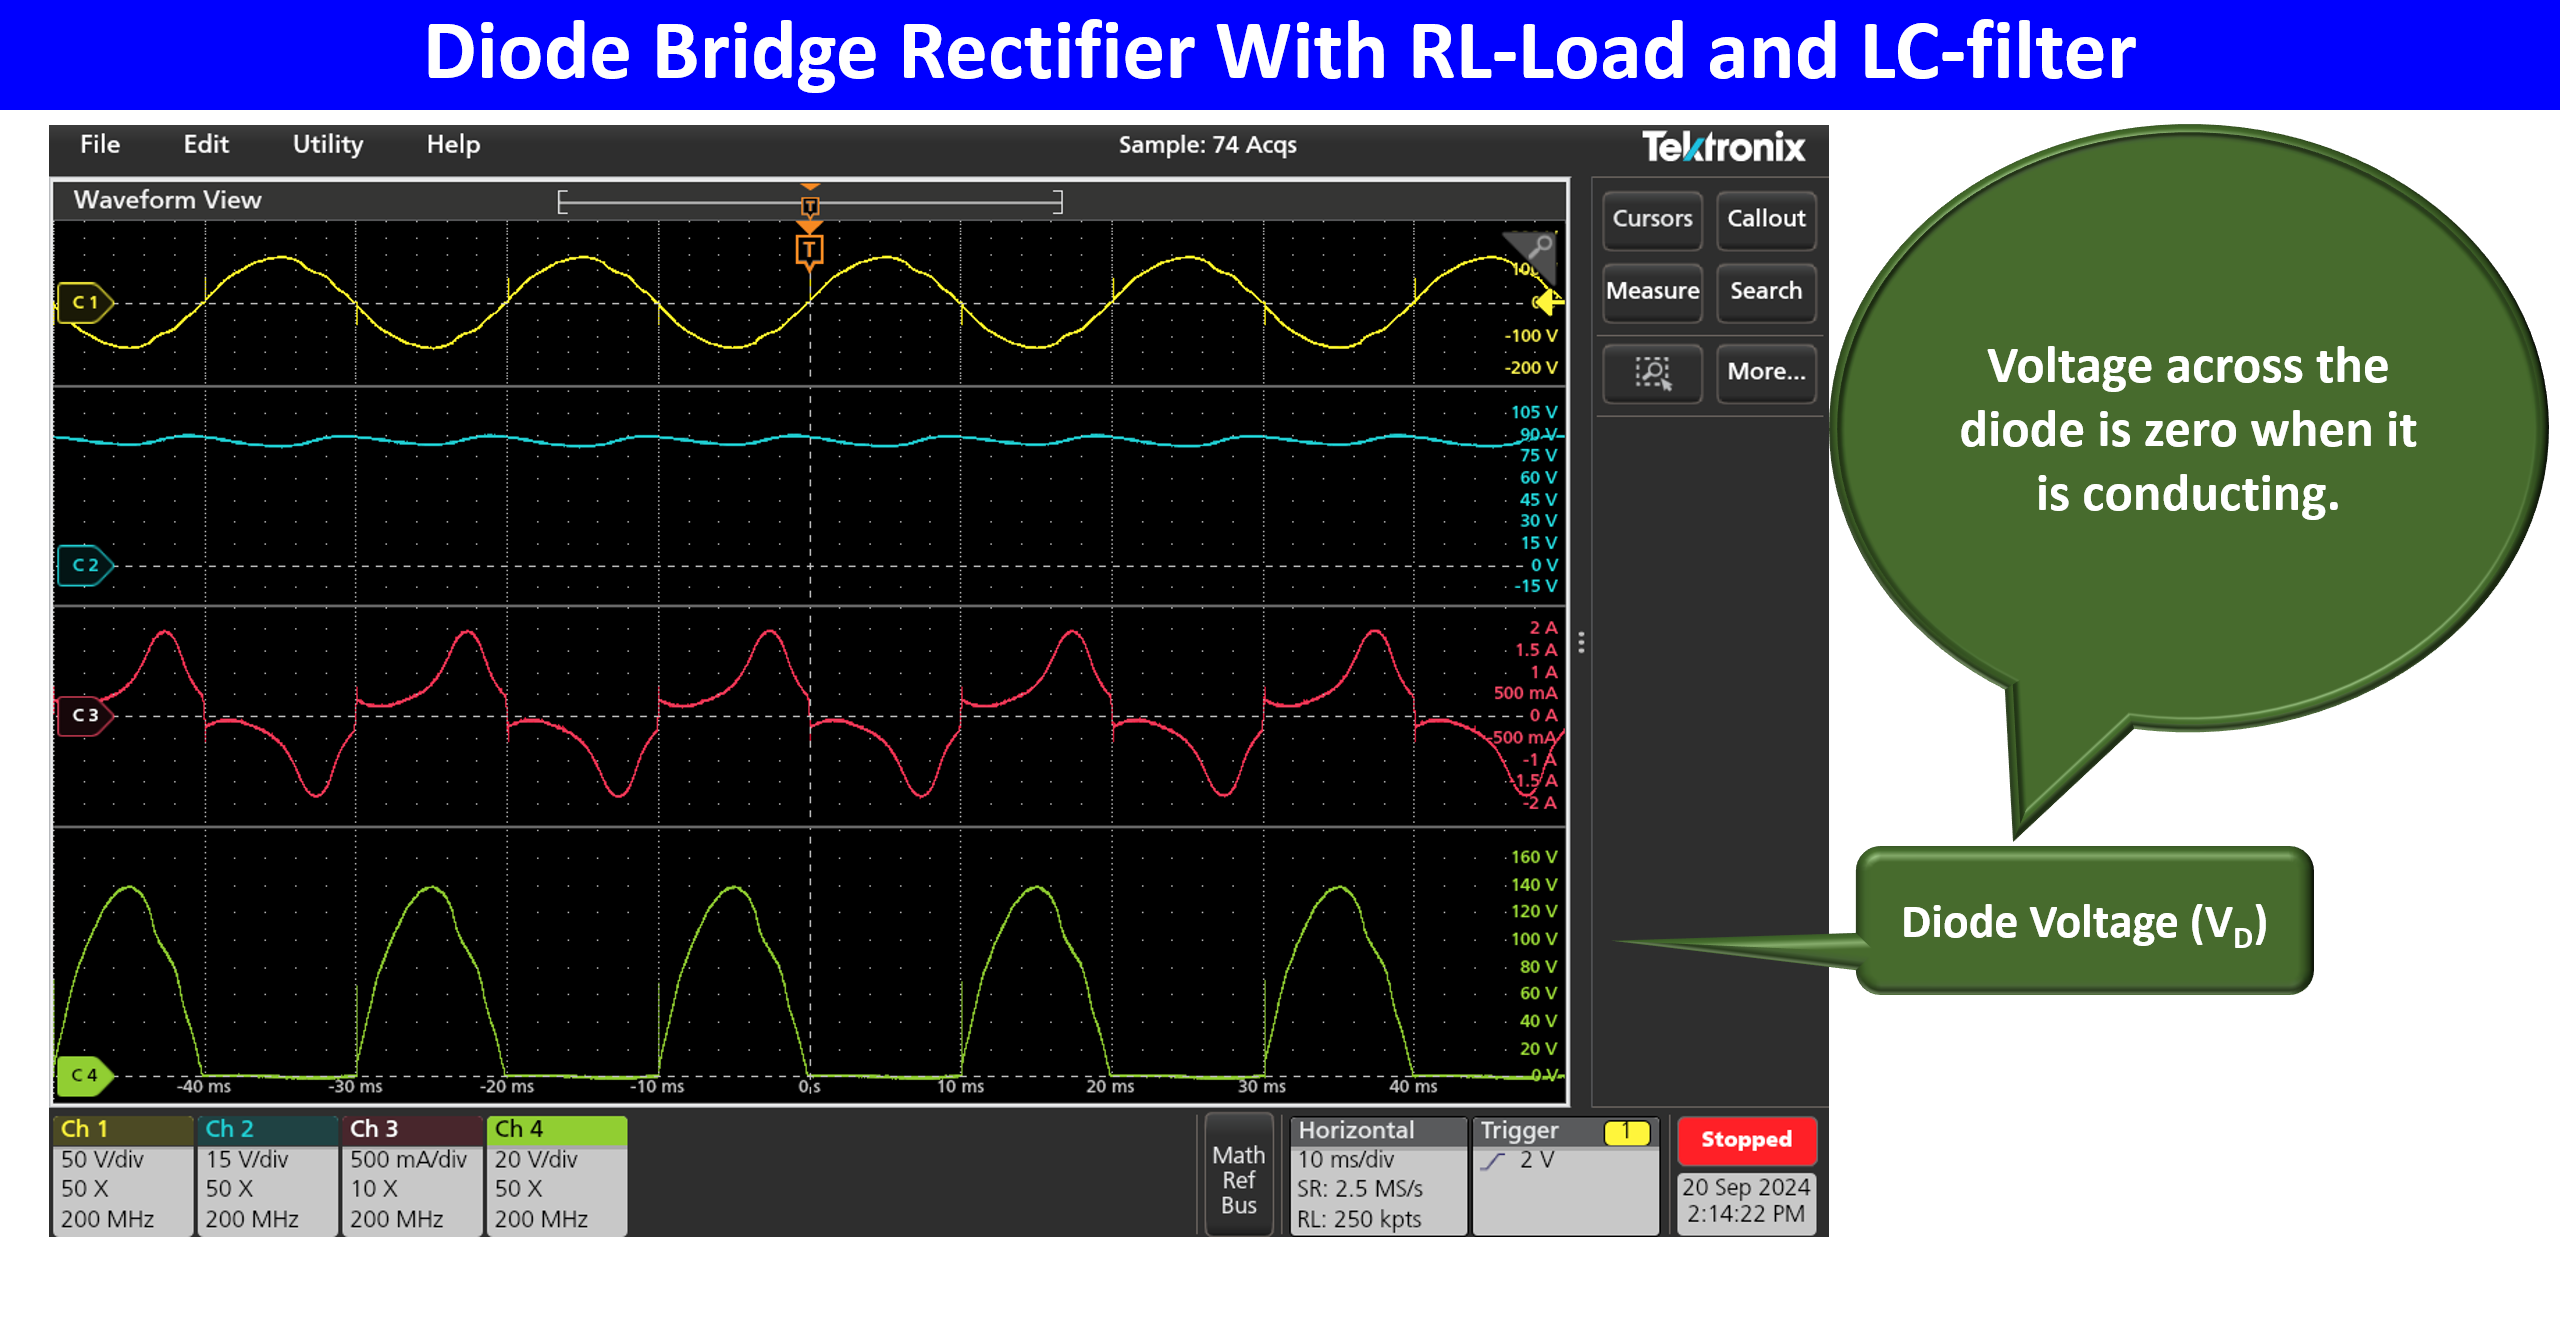 Diode Bridge Rectifier With RL-Load and LC-filter
File Edit Utility Help Sample: 74 Acqs Tektronix
Waveform View
T
T
Cursors Callout
Measure Search
More...
C 1
0
-100 V
-200 V
105 V
90 V
75 V
60 V
45 V
30 V
15 V
C 2
0 V
-15 V
2 A
1.5 A
1 A
500 mA
C 3
0 A
-500 mA
-1 A
-1.5 A
-2 A
160 V
140 V
120 V
100 V
80 V
60 V
40 V
20 V
C 4
0 V
-40 ms -30 ms -20 ms -10 ms 0 s 10 ms 20 ms 30 ms 40 ms
Voltage across the
diode is zero when it
is conducting.
Diode Voltage (VD)
Ch 1
50 V/div
50 X
200 MHz
Ch 2
15 V/div
50 X
200 MHz
Ch 3
500 mA/div
10 X
200 MHz
Ch 4
20 V/div
50 X
200 MHz
Math
Ref
Bus
Horizontal
10 ms/div
SR: 2.5 MS/s
RL: 250 kpts
Trigger 1
2 V
Stopped
20 Sep 2024
2:14:22 PM